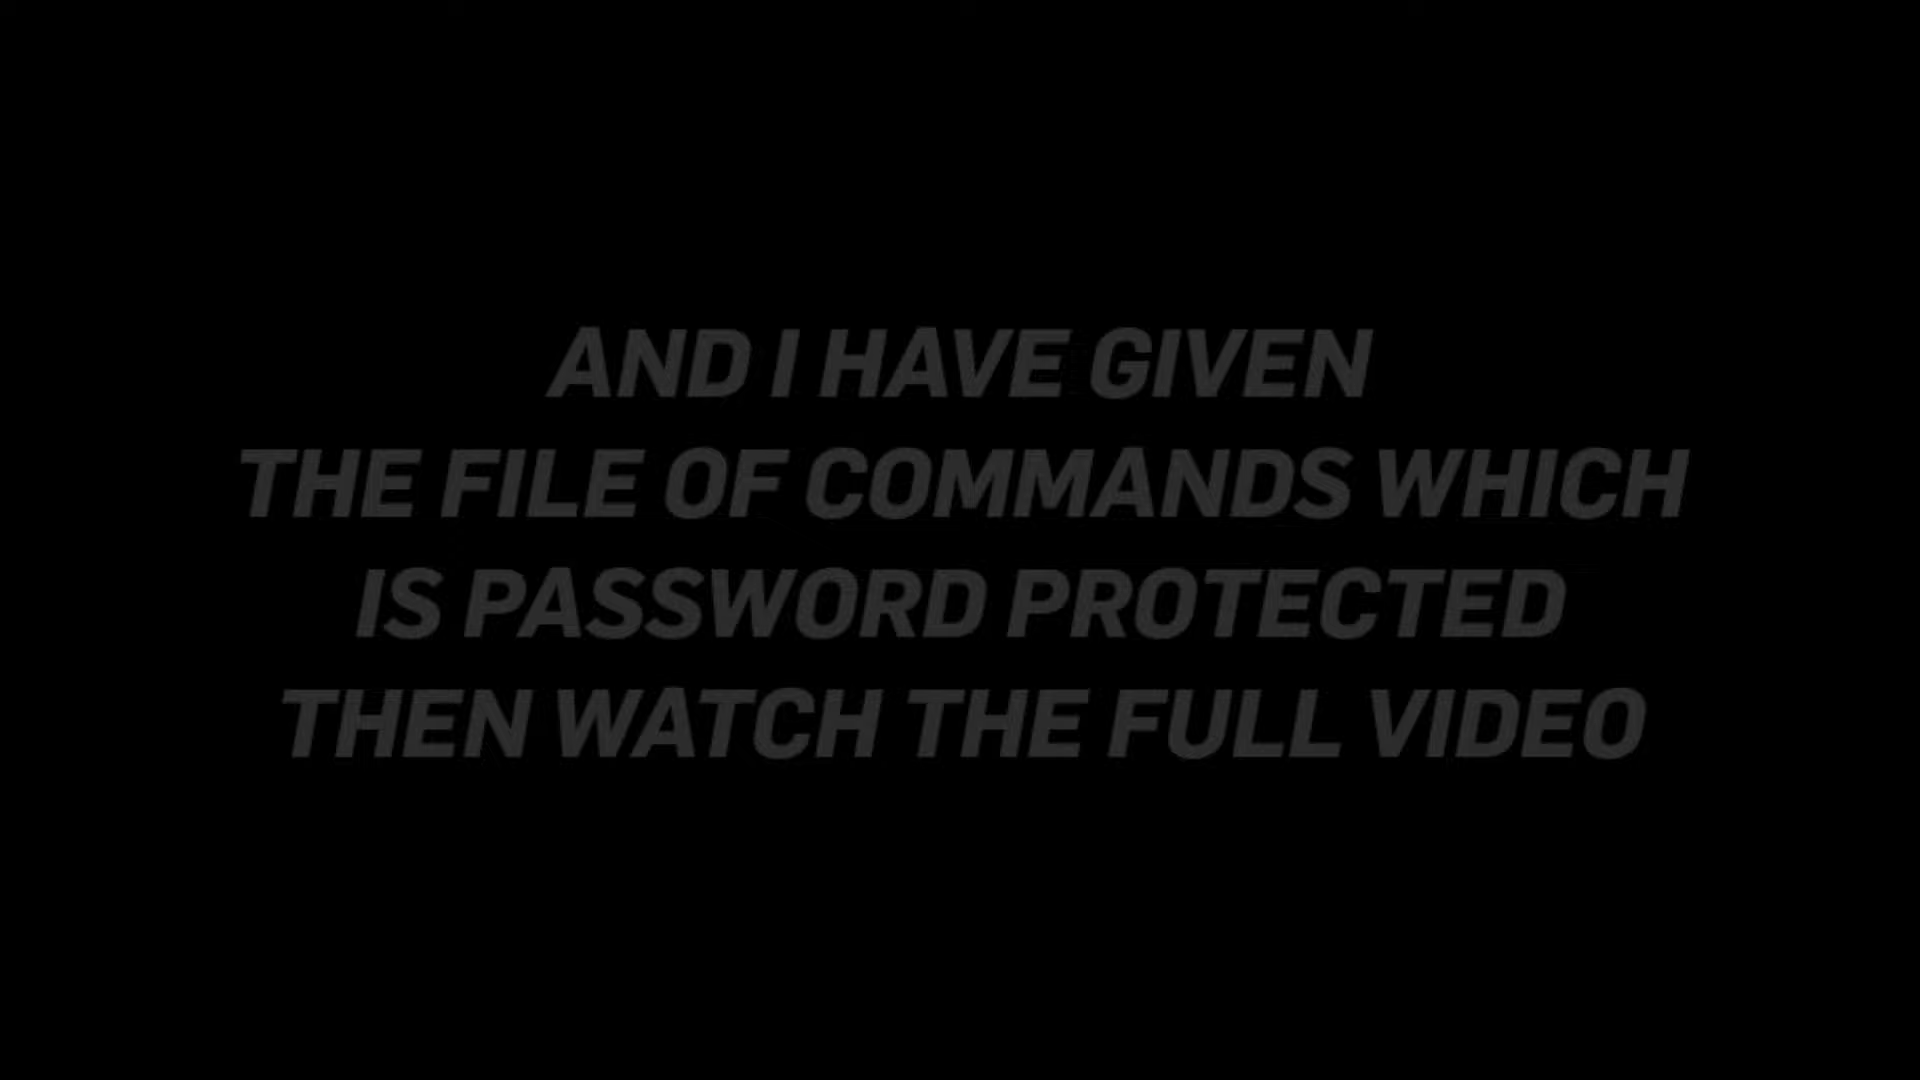 AND I HAVE GIVEN
THE FILE OF COMMANDS WHICH
IS PASSWORD PROTECTED
THEN WATCH THE FULL VIDEO